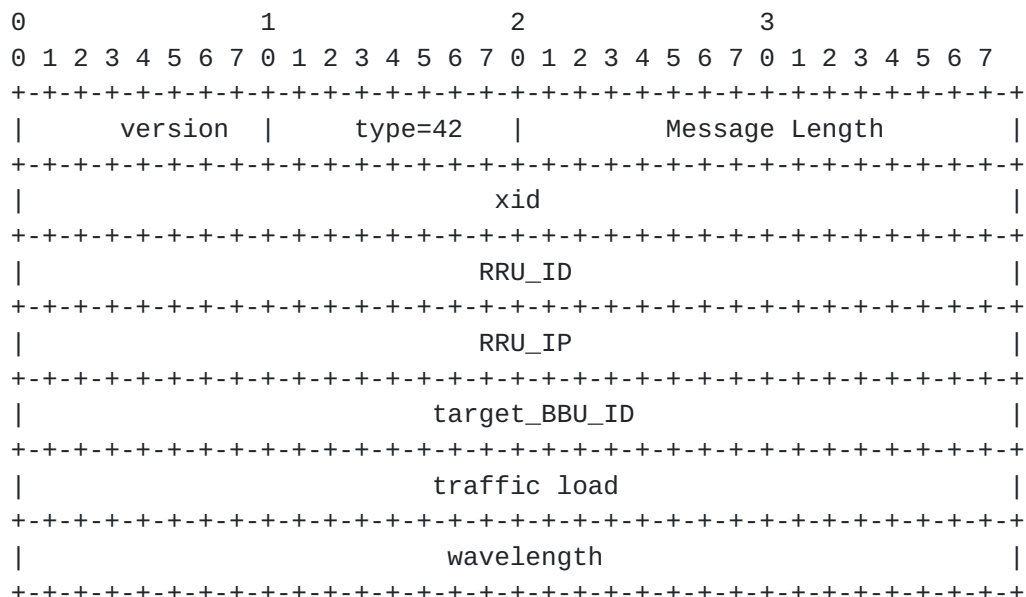 0 1 2 3
0 1 2 3 4 5 6 7 0 1 2 3 4 5 6 7 0 1 2 3 4 5 6 7 0 1 2 3 4 5 6 7
+-+-+-+-+-+-+-+-+-+-+-+-+-+-+-+-+-+-+-+-+-+-+-+-+-+-+-+-+-+-+-+-+
| version | type=42 | Message Length |
+-+-+-+-+-+-+-+-+-+-+-+-+-+-+-+-+-+-+-+-+-+-+-+-+-+-+-+-+-+-+-+-+
| xid |
+-+-+-+-+-+-+-+-+-+-+-+-+-+-+-+-+-+-+-+-+-+-+-+-+-+-+-+-+-+-+-+-+
| RRU_ID |
+-+-+-+-+-+-+-+-+-+-+-+-+-+-+-+-+-+-+-+-+-+-+-+-+-+-+-+-+-+-+-+-+
| RRU_IP |
+-+-+-+-+-+-+-+-+-+-+-+-+-+-+-+-+-+-+-+-+-+-+-+-+-+-+-+-+-+-+-+-+
| target_BBU_ID |
+-+-+-+-+-+-+-+-+-+-+-+-+-+-+-+-+-+-+-+-+-+-+-+-+-+-+-+-+-+-+-+-+
| traffic load |
+-+-+-+-+-+-+-+-+-+-+-+-+-+-+-+-+-+-+-+-+-+-+-+-+-+-+-+-+-+-+-+-+
| wavelength |
+-+-+-+-+-+-+-+-+-+-+-+-+-+-+-+-+-+-+-+-+-+-+-+-+-+-+-+-+-+-+-+-+